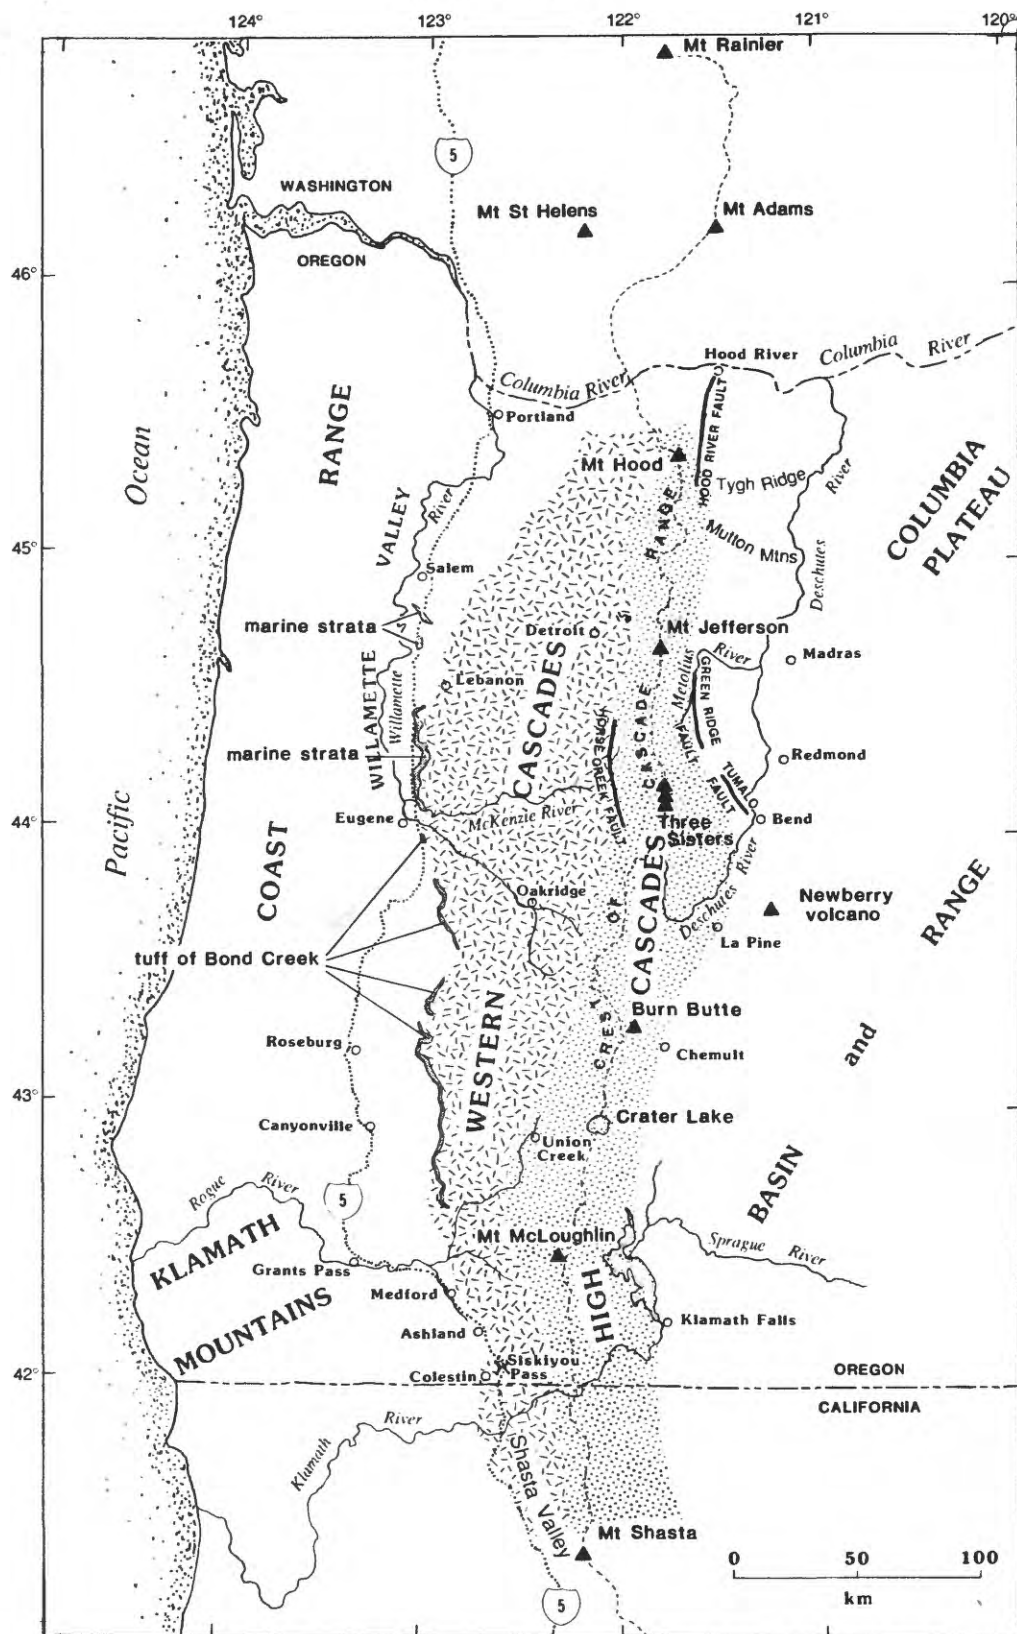 124° 123° 122° 121° 120°
Mt Rainier
5
WASHINGTON
Mt St Helens
Mt Adams
OREGON
46°
Hood River
Columbia River
Columbia River
Portland
HOOD RIVER FAULT
RANGE
Mt Hood
Tygh Ridge
River
COLUMBIA
PLATEAU
Ocean
River
VALLEY
RANGE
Mutton Mtns
45°
Salem
Deschutes
marine strata
Detroit
Mt Jefferson
River
Madras
WILLAMETTE
Willamette
Lebanon
CASCADES
Metolius
GREEN RIDGE
FAULT
CASCADE
HORSE CREEK FAULT
marine strata
Redmond
TUMALO
FAULT
Pacific
44°
Eugene
McKenzie River
Three
Sisters
Bend
COAST
Oakridge
CASCADES
Deschutes River
Newberry
volcano
RANGE
OF
La Pine
tuff of Bond Creek
WESTERN
Burn Butte
Roseburg
CREST
Chemult
and
43°
Crater Lake
Canyonville
Union
Creek
BASIN
Rogue River
5
Mt McLoughlin
Sprague River
KLAMATH
MOUNTAINS
Grants Pass
HIGH
Medford
Klamath Falls
Ashland
Siskiyou
Pass
42°
Colestin
OREGON
CALIFORNIA
Klamath River
Shasta Valley
Mt Shasta
0 50 100
km
5